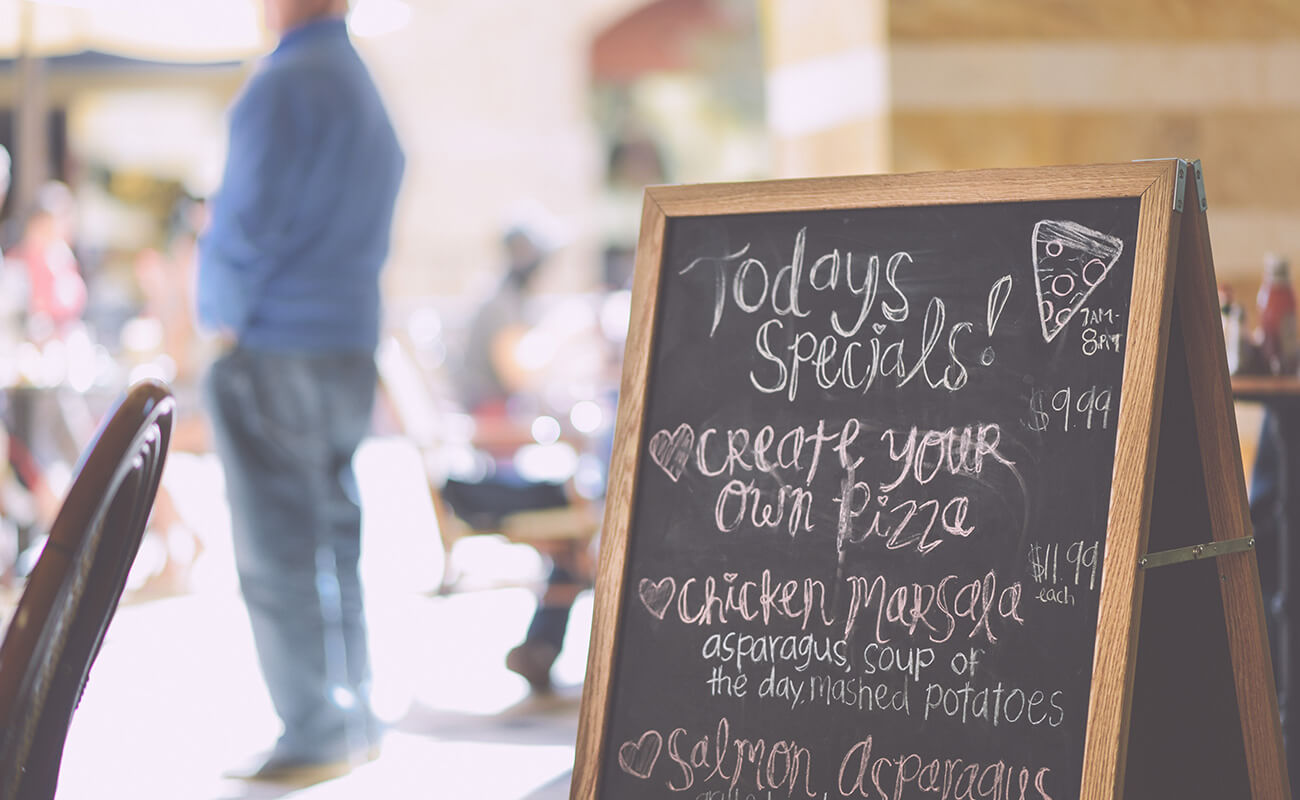 Todays
Specials!
7AM-
8PM
$9.99
Create your
Own Pizza
$11.99
each
Chicken Marsala
asparagus, soup of
the day, mashed potatoes
Salmon, Asparagus